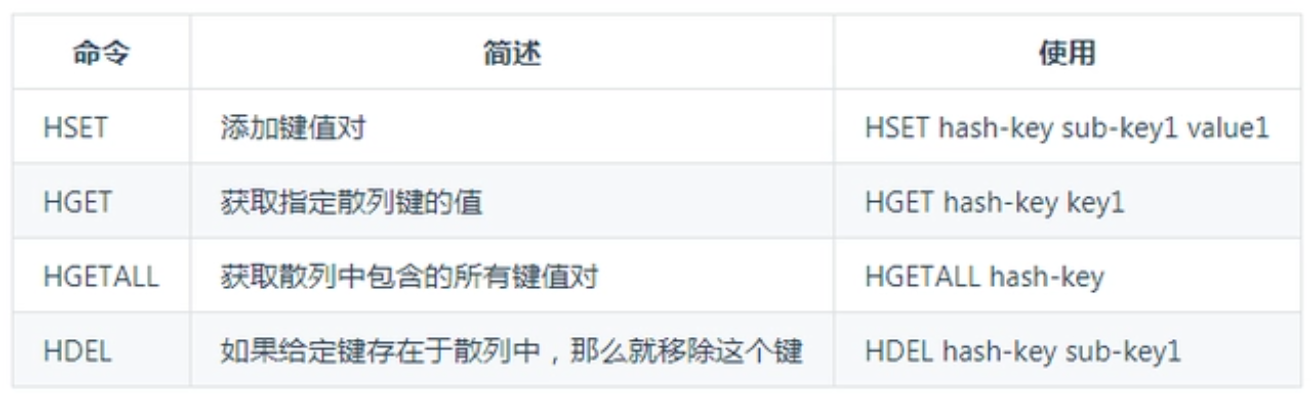 命令 简述 使用
HSET 添加键值对 HSET hash-key sub-key1 value1
HGET 获取指定散列键的值 HGET hash-key key1
HGETALL 获取散列中包含的所有键值对 HGETALL hash-key
HDEL 如果给定键存在于散列中，那么就移除这个键 HDEL hash-key sub-key1